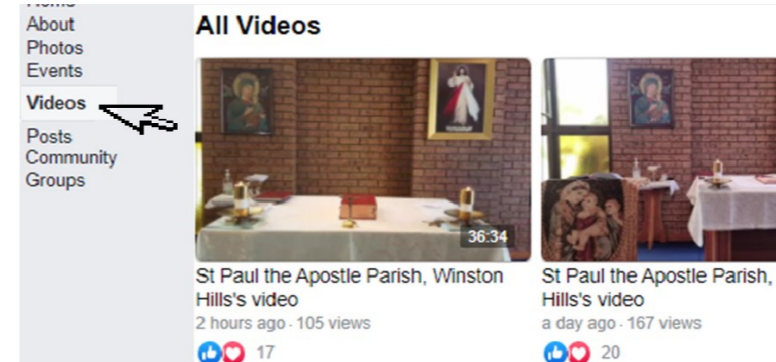 Home
About
Photos
Events
Videos
Posts
Community
Groups
All Videos
36:34
St Paul the Apostle Parish, Winston
Hills's video
2 hours ago · 105 views
17
St Paul the Apostle Parish,
Hills's video
a day ago · 167 views
20